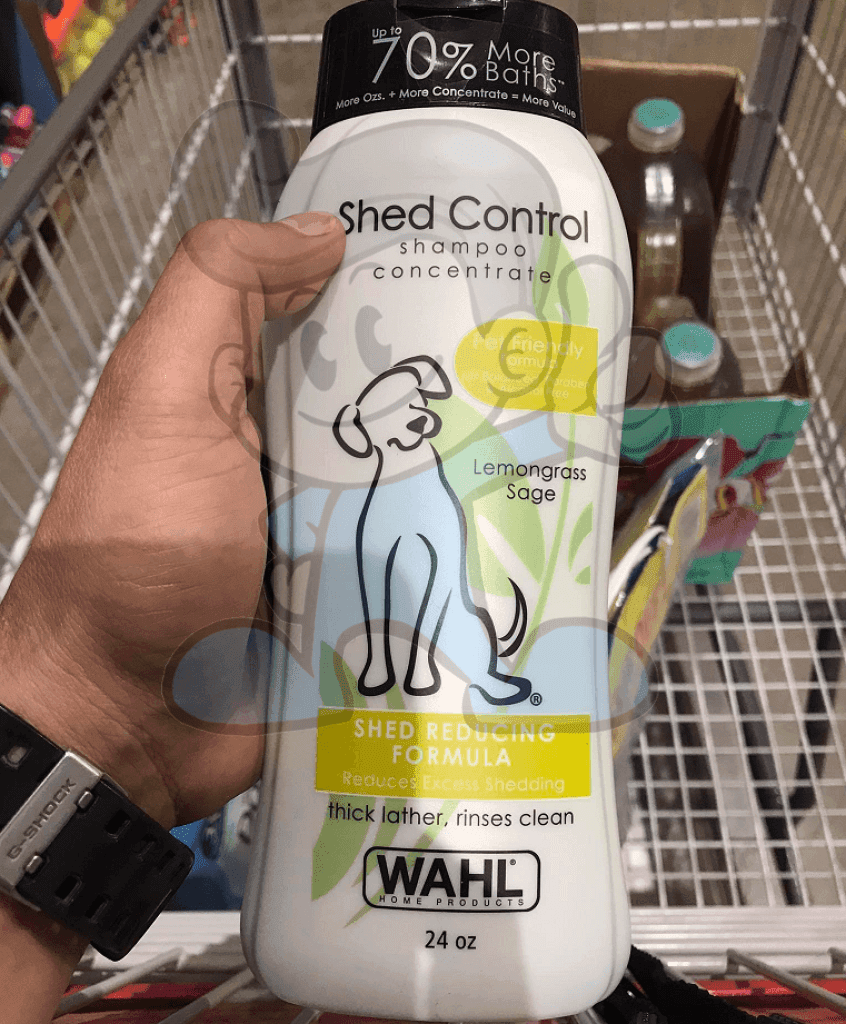 Up to
70% More
Baths™
More Ozs. + More Concentrate = More Value
Shed Control
shampoo
concentrate
Pet Friendly
formula
Lemongrass
Sage
®
SHED REDUCING
FORMULA
Reduces Excess Shedding
thick lather, rinses clean
WAHL®
HOME PRODUCTS
24 oz
G-SHOCK